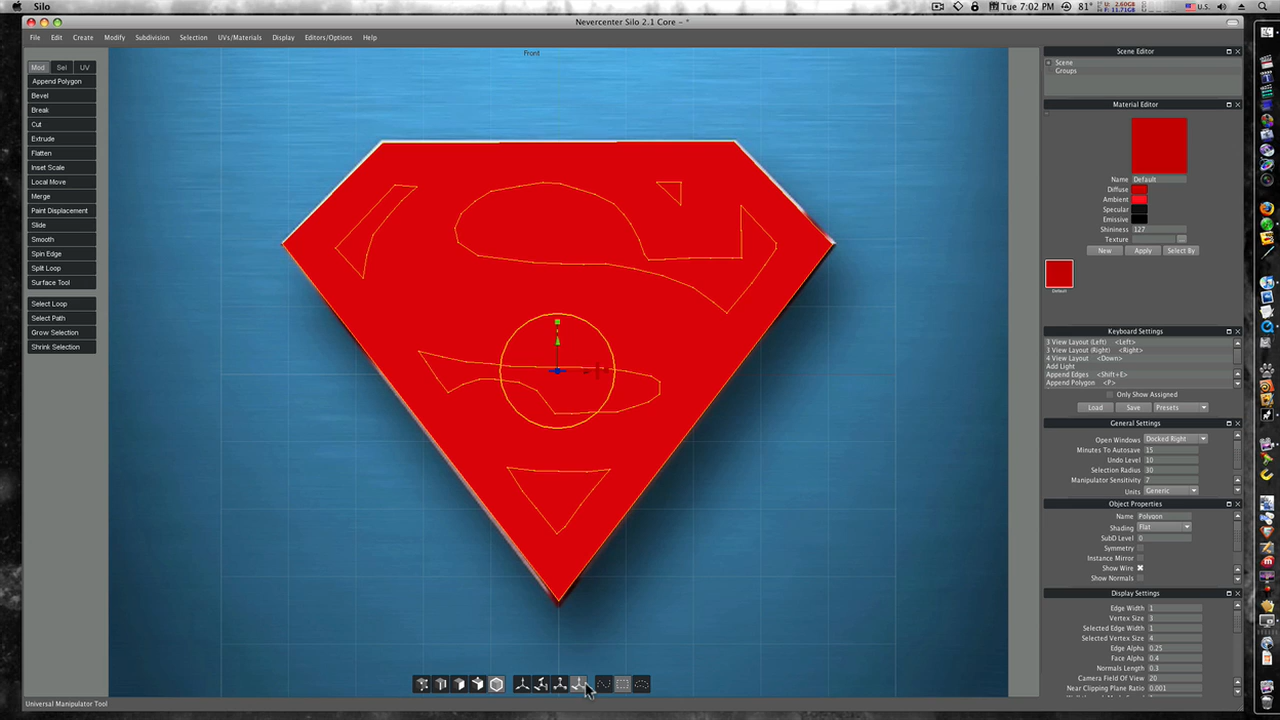 Silo
Tue 7:02
81°
U.S.
Nevercenter Silo 2.1 Core – *
File Edit Create Modify Subdivision Selection UVs/Materials Display Editors/Options Help
Front
Mod Sel UV
Append Polygon
Bevel
Break
Cut
Extrude
Flatten
Inset Scale
Local Move
Merge
Paint Displacement
Slide
Smooth
Spin Edge
Split Loop
Surface Tool
Select Loop
Select Path
Grow Selection
Shrink Selection
Universal Manipulator Tool
Scene Editor
Scene
Groups
Material Editor
Name Default
Diffuse
Ambient
Specular
Emissive
Shininess 127
Texture ...
New Apply Select By
Default
Keyboard Settings
3 View Layout (Left) <Left>
3 View Layout (Right) <Right>
4 View Layout <Down>
Add Light
Append Edges <Shift+E>
Append Polygon <P>
Only Show Assigned
Load Save Presets
General Settings
Open Windows Docked Right
Minutes To Autosave 15
Undo Level 10
Selection Radius 30
Manipulator Sensitivity 7
Units Generic
Object Properties
Name Polygon
Shading Flat
SubD Level 0
Symmetry
Instance Mirror
Show Wire
Show Normals
Display Settings
Edge Width 1
Vertex Size 3
Selected Edge Width 1
Selected Vertex Size 4
Edge Alpha 0.25
Face Alpha 0.4
Normals Length 0.3
Camera Field Of View 20
Near Clipping Plane Ratio 0.001